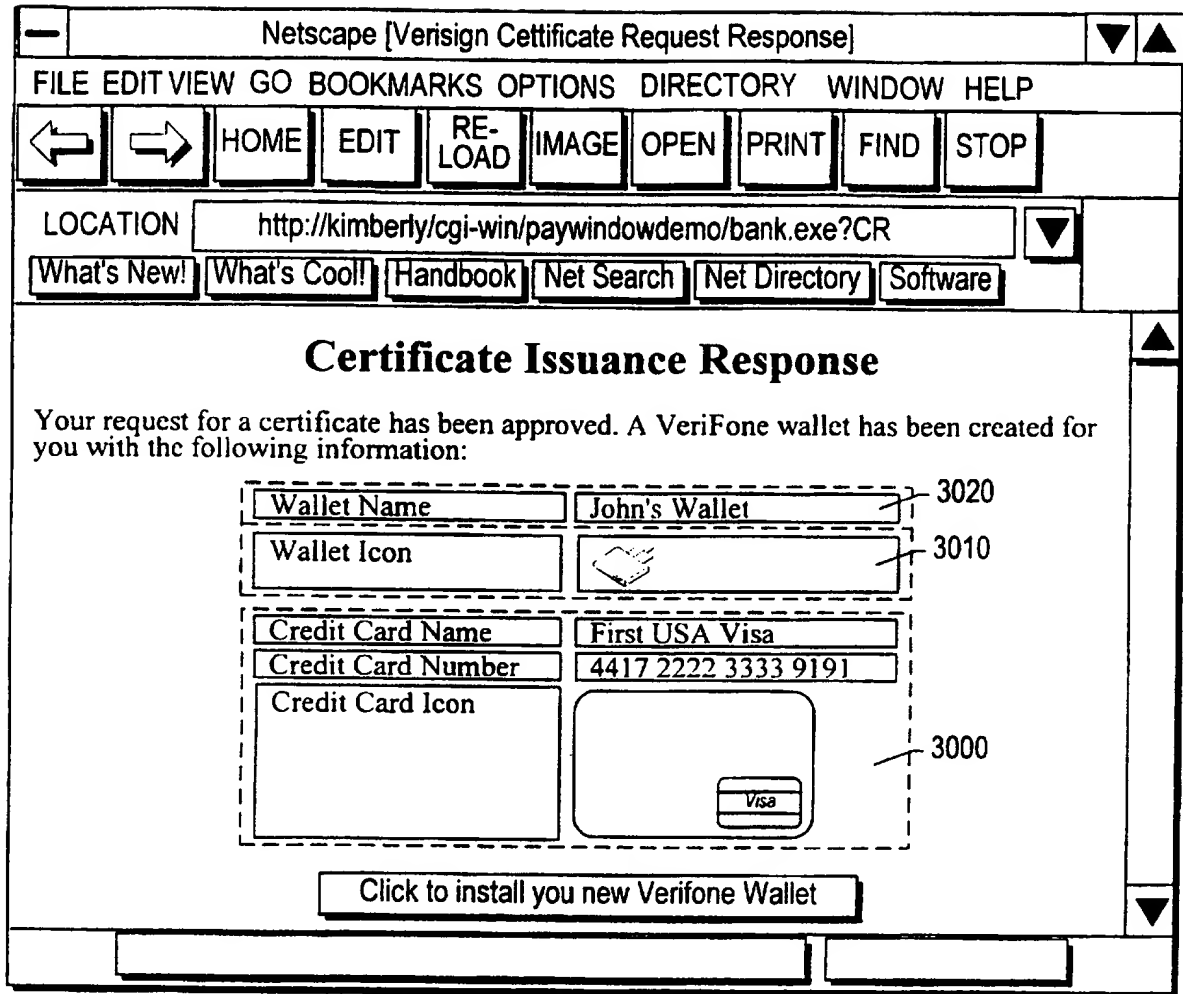 Netscape [Verisign Cettificate Request Response]
FILE EDIT VIEW GO BOOKMARKS OPTIONS DIRECTORY WINDOW HELP
HOME EDIT RE-LOAD IMAGE OPEN PRINT FIND STOP
LOCATION http://kimberly/cgi-win/paywindowdemo/bank.exe?CR
What's New! What's Cool! Handbook Net Search Net Directory Software
Certificate Issuance Response
Your request for a certificate has been approved. A VeriFone wallet has been created for
you with the following information:
Wallet Name John's Wallet 3020
Wallet Icon 3010
Credit Card Name First USA Visa
Credit Card Number 4417 2222 3333 9191
Credit Card Icon
3000
Visa
Click to install you new Verifone Wallet